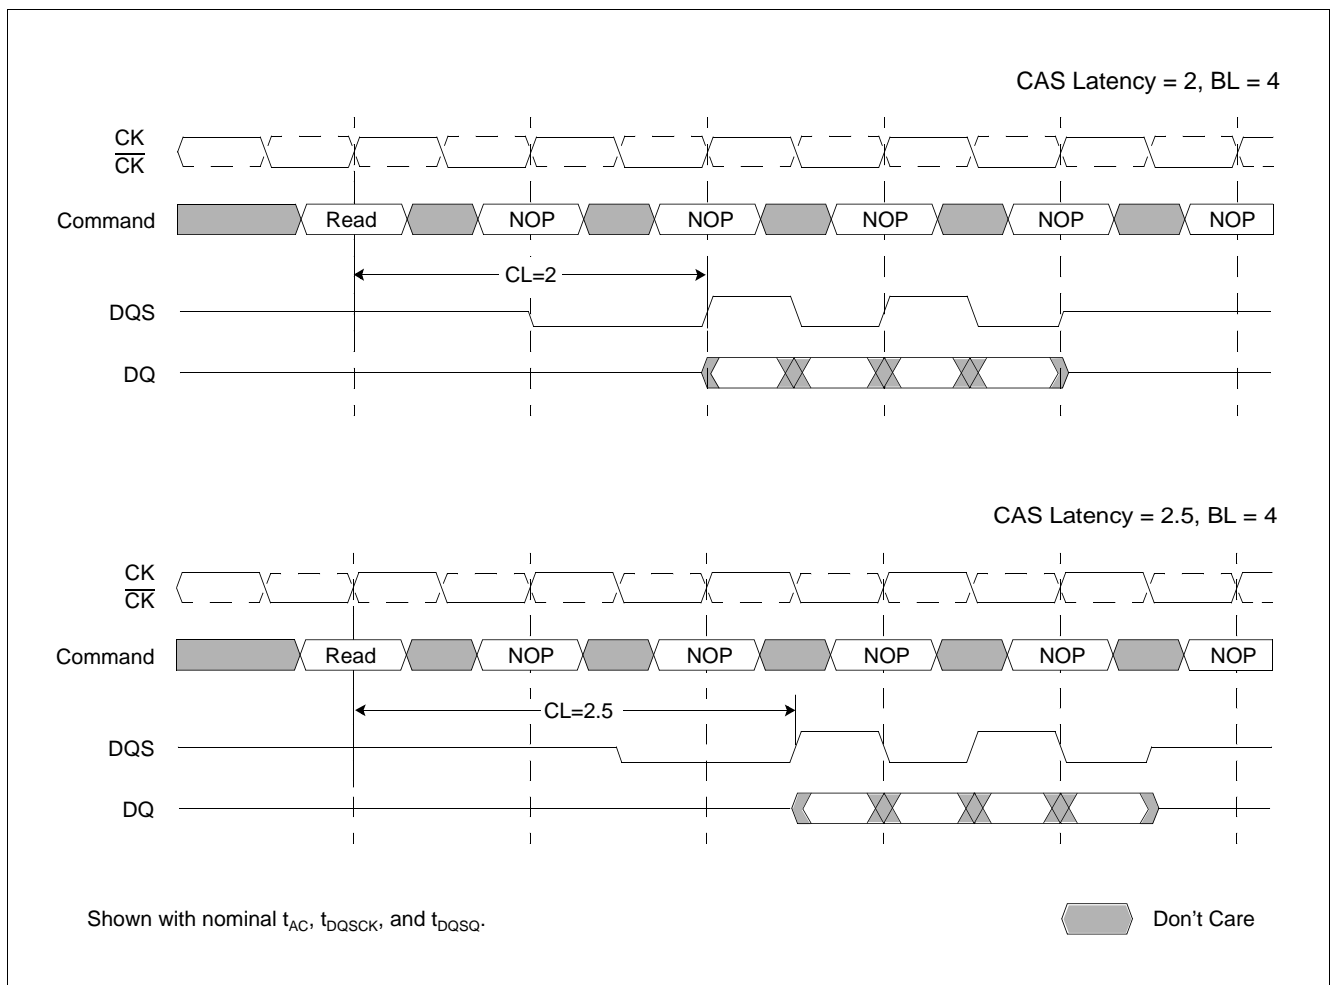 CAS Latency = 2, BL = 4
CK
CK
Command
Read NOP NOP NOP NOP NOP
CL=2
DQS
DQ
CAS Latency = 2.5, BL = 4
CK
CK
Command
Read NOP NOP NOP NOP NOP
CL=2.5
DQS
DQ
Shown with nominal tAC, tDQSCK, and tDQSQ.
Don't Care